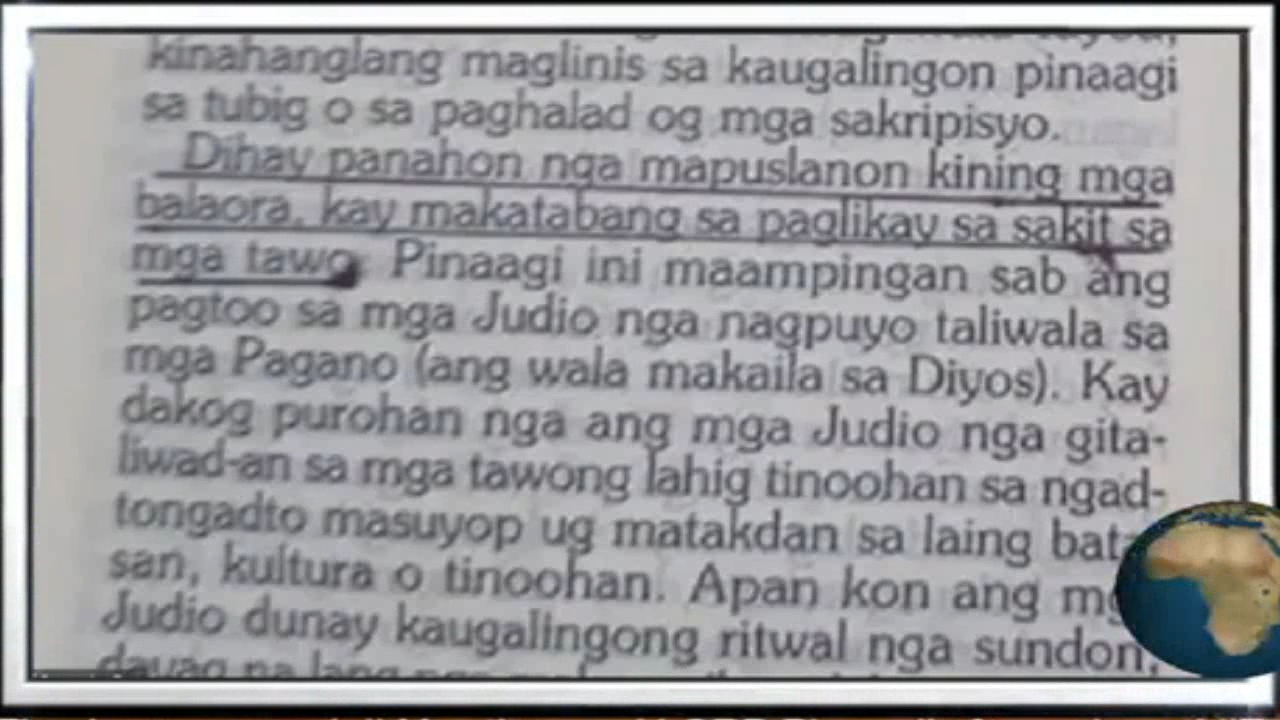 kinahanglang maglinis sa kaugalingon pinaagi
sa tubig o sa paghalad og mga sakripisyo.
Dihay panahon nga mapuslanon kining mga
balaora, kay makatabang sa paglikay sa sakit sa
mga tawo. Pinaagi ini maampingan sab ang
pagtoo sa mga Judio nga nagpuyo taliwala sa
mga Pagano (ang wala makaila sa Diyos). Kay
dakog purohan nga ang mga Judio nga gita-
liwad-an sa mga tawong lahig tinoohan sa ngad-
tongadto masuyop ug matakdan sa laing bata-
san, kultura o tinoohan. Apan kon ang
Judio dunay kaugalingong ritwal nga sundon,